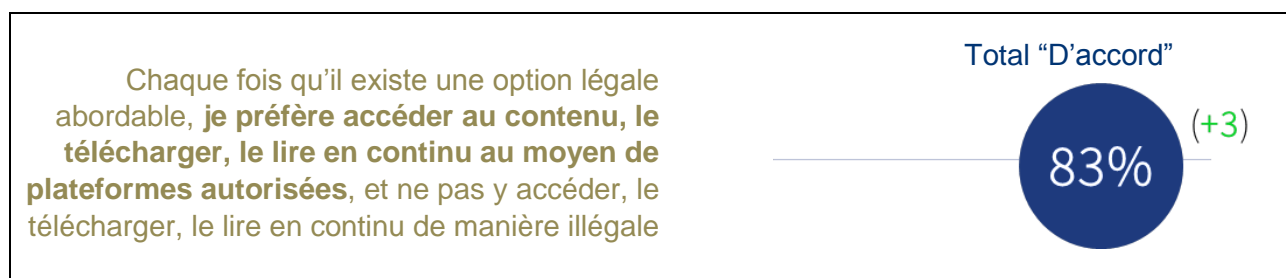 Chaque fois qu'il existe une option légale
abordable, je préfère accéder au contenu, le
télécharger, le lire en continu au moyen de
plateformes autorisées, et ne pas y accéder, le
télécharger, le lire en continu de manière illégale
Total “D’accord”
(+3)
83%